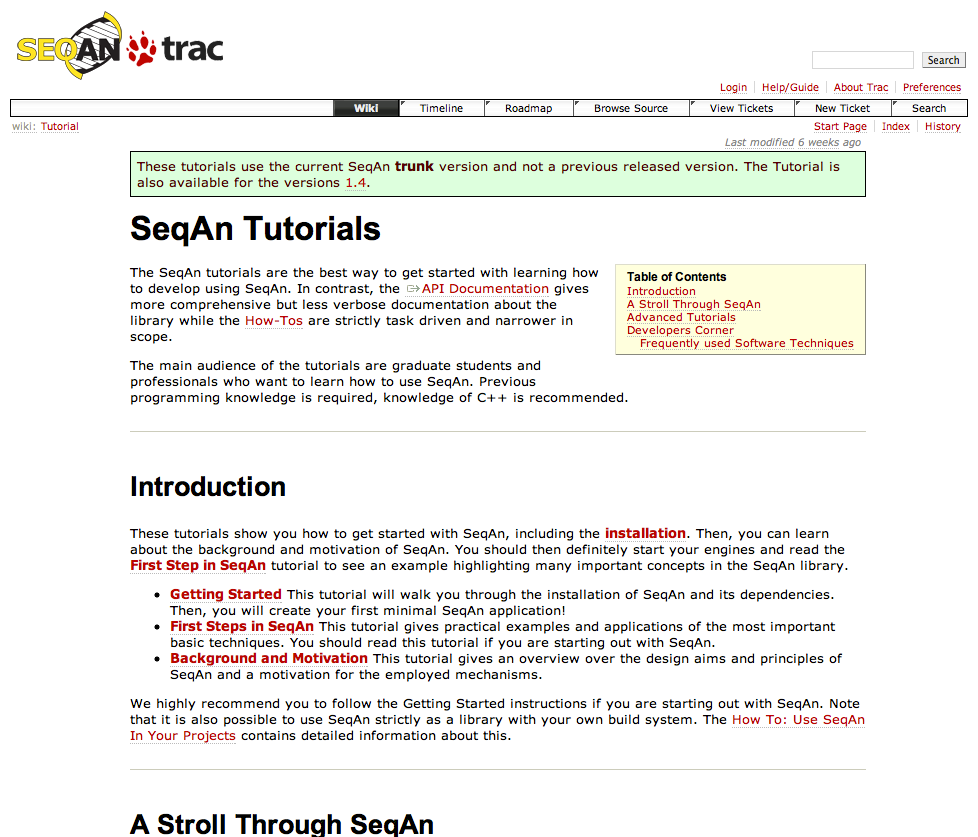 SEQAN trac
Search
Login Help/Guide About Trac Preferences
Wiki Timeline Roadmap Browse Source View Tickets New Ticket Search
wiki: Tutorial Start Page Index History
Last modified 6 weeks ago
These tutorials use the current SeqAn trunk version and not a previous released version. The Tutorial is
also available for the versions 1.4.
SeqAn Tutorials
The SeqAn tutorials are the best way to get started with learning how
to develop using SeqAn. In contrast, the API Documentation gives
more comprehensive but less verbose documentation about the
library while the How-Tos are strictly task driven and narrower in
scope.
Table of Contents
Introduction
A Stroll Through SeqAn
Advanced Tutorials
Developers Corner
Frequently used Software Techniques
The main audience of the tutorials are graduate students and
professionals who want to learn how to use SeqAn. Previous
programming knowledge is required, knowledge of C++ is recommended.
Introduction
These tutorials show you how to get started with SeqAn, including the installation. Then, you can learn
about the background and motivation of SeqAn. You should then definitely start your engines and read the
First Step in SeqAn tutorial to see an example highlighting many important concepts in the SeqAn library.
• Getting Started This tutorial will walk you through the installation of SeqAn and its dependencies.
Then, you will create your first minimal SeqAn application!
• First Steps in SeqAn This tutorial gives practical examples and applications of the most important
basic techniques. You should read this tutorial if you are starting out with SeqAn.
• Background and Motivation This tutorial gives an overview over the design aims and principles of
SeqAn and a motivation for the employed mechanisms.
We highly recommend you to follow the Getting Started instructions if you are starting out with SeqAn. Note
that it is also possible to use SeqAn strictly as a library with your own build system. The How To: Use SeqAn
In Your Projects contains detailed information about this.
A Stroll Through SeqAn